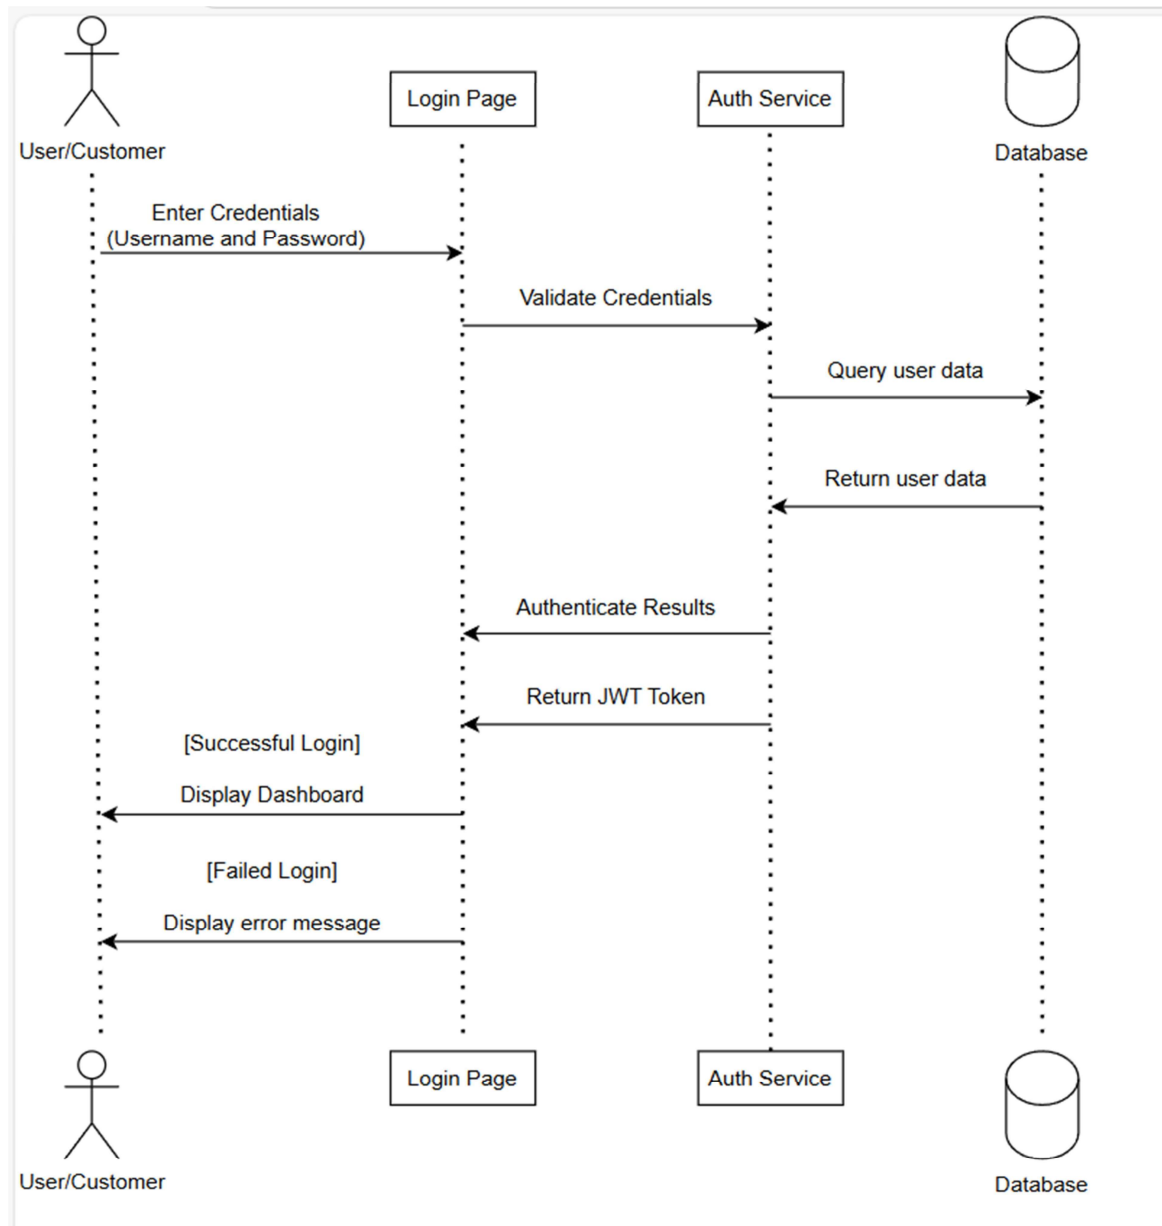 Login Page
Auth Service
User/Customer
Database
Enter Credentials
(Username and Password)
Validate Credentials
Query user data
Return user data
Authenticate Results
Return JWT Token
[Successful Login]
Display Dashboard
[Failed Login]
Display error message
Login Page
Auth Service
User/Customer
Database